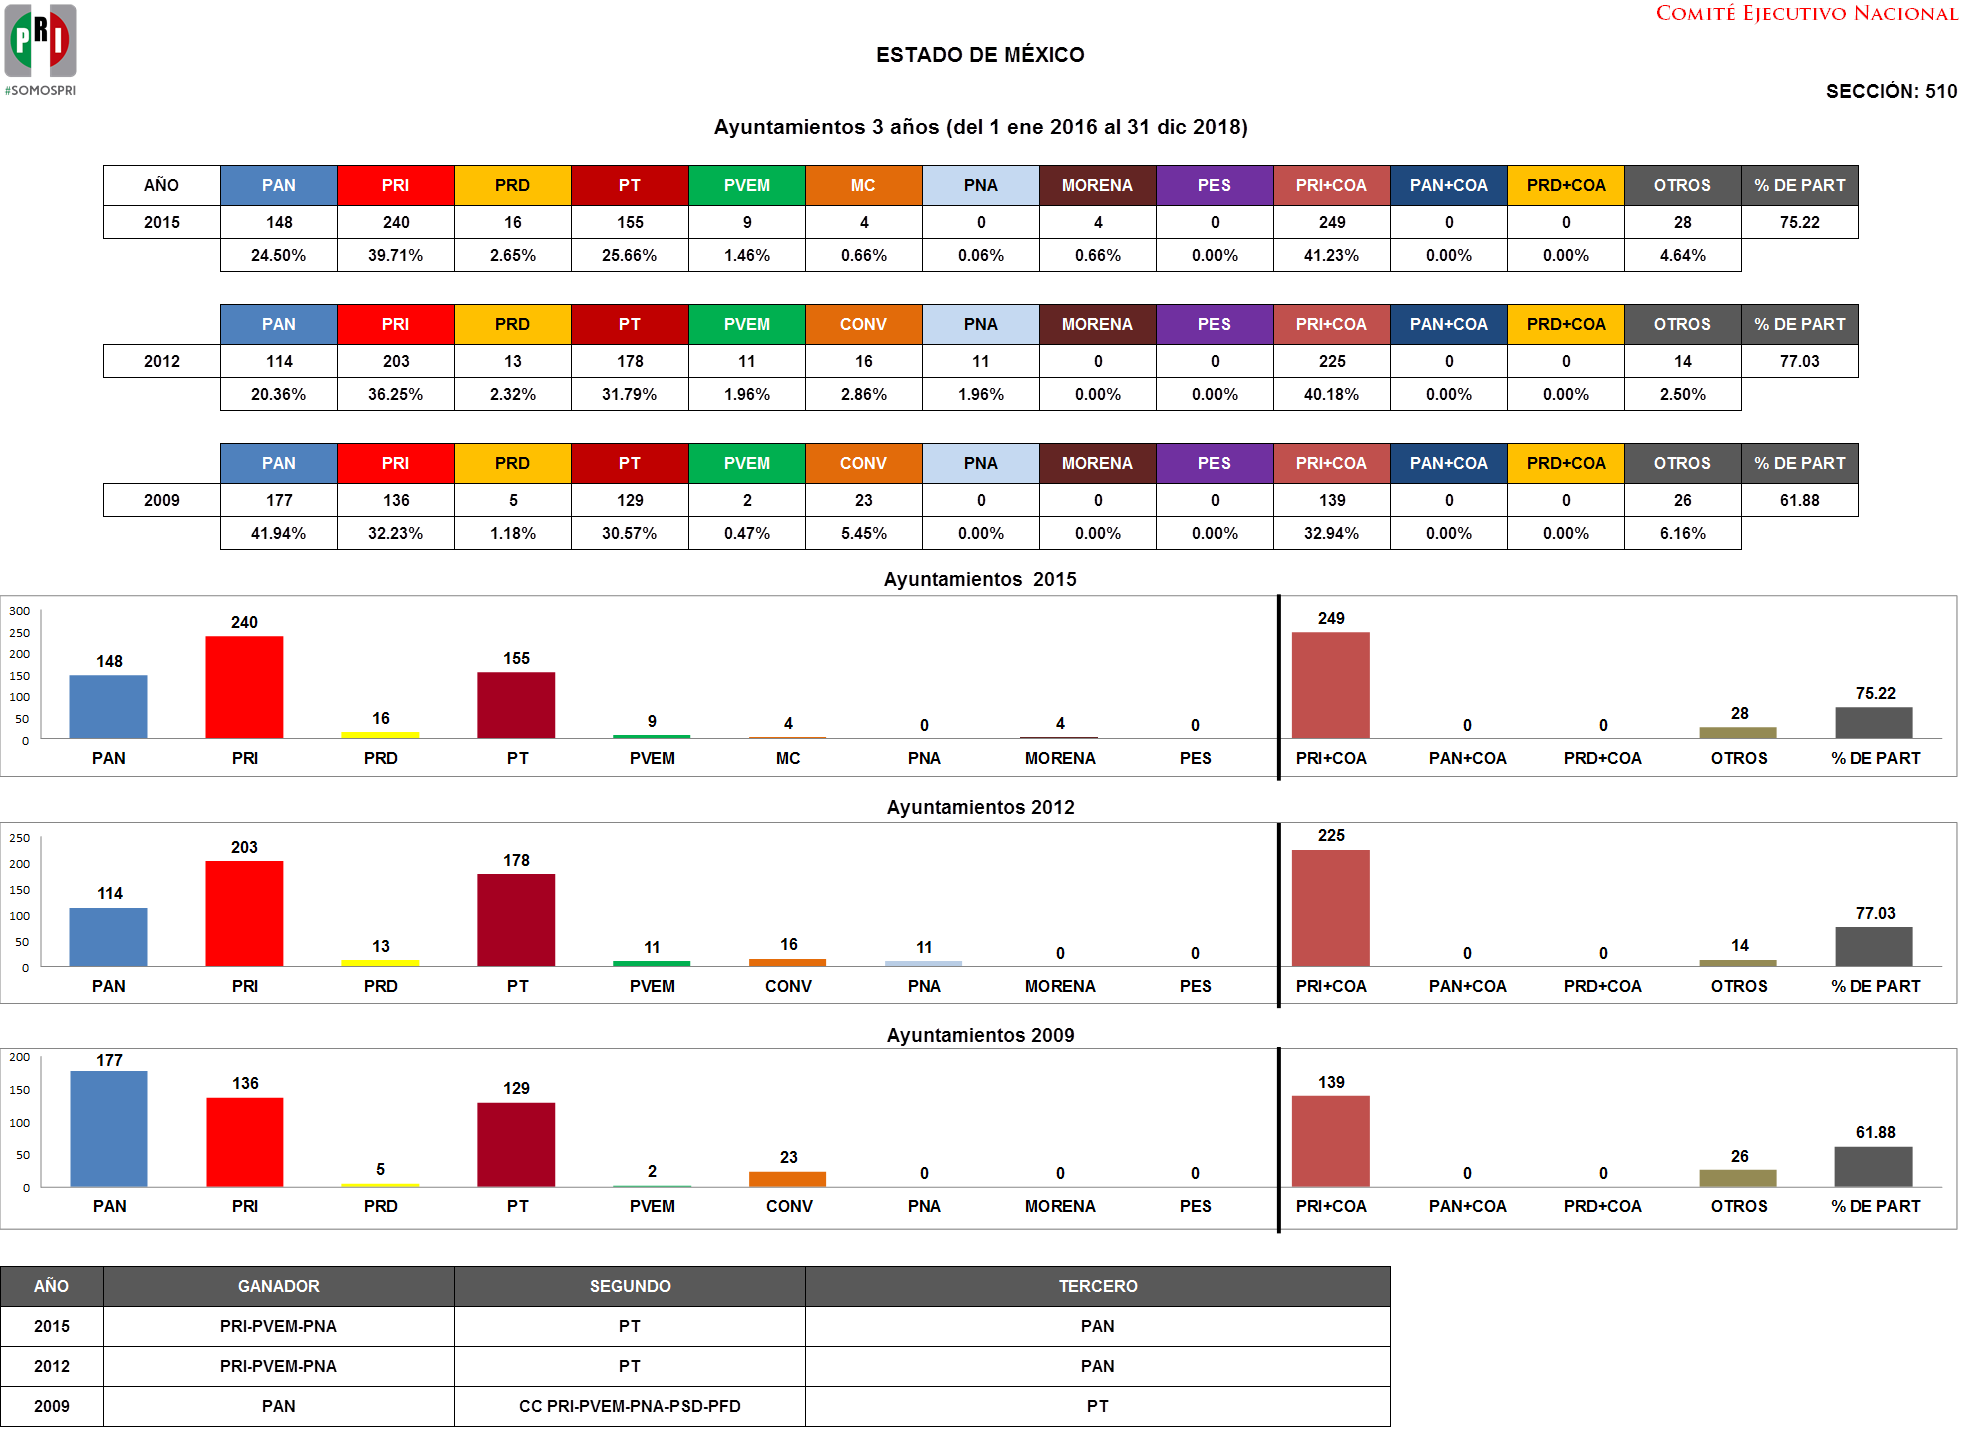 PRI
#SOMOSPRI
COMITÉ EJECUTIVO NACIONAL
ESTADO DE MÉXICO
SECCIÓN: 510
Ayuntamientos 3 años (del 1 ene 2016 al 31 dic 2018)
AÑO PAN PRI PRD PT PVEM MC PNA MORENA PES PRI+COA PAN+COA PRD+COA OTROS % DE PART
2015 148 240 16 155 9 4 0 4 0 249 0 0 28 75.22
24.50% 39.71% 2.65% 25.66% 1.46% 0.66% 0.06% 0.66% 0.00% 41.23% 0.00% 0.00% 4.64%
PAN PRI PRD PT PVEM CONV PNA MORENA PES PRI+COA PAN+COA PRD+COA OTROS % DE PART
2012 114 203 13 178 11 16 11 0 0 225 0 0 14 77.03
20.36% 36.25% 2.32% 31.79% 1.96% 2.86% 1.96% 0.00% 0.00% 40.18% 0.00% 0.00% 2.50%
PAN PRI PRD PT PVEM CONV PNA MORENA PES PRI+COA PAN+COA PRD+COA OTROS % DE PART
2009 177 136 5 129 2 23 0 0 0 139 0 0 26 61.88
41.94% 32.23% 1.18% 30.57% 0.47% 5.45% 0.00% 0.00% 0.00% 32.94% 0.00% 0.00% 6.16%
Ayuntamientos 2015
300
250
200
150
100
50
0
148 240 16 155 9 4 0 4 0 249 0 0 28 75.22
PAN PRI PRD PT PVEM MC PNA MORENA PES PRI+COA PAN+COA PRD+COA OTROS % DE PART
Ayuntamientos 2012
250
200
150
100
50
0
114 203 13 178 11 16 11 0 0 225 0 0 14 77.03
PAN PRI PRD PT PVEM CONV PNA MORENA PES PRI+COA PAN+COA PRD+COA OTROS % DE PART
Ayuntamientos 2009
200
150
100
50
0
177 136 5 129 2 23 0 0 0 139 0 0 26 61.88
PAN PRI PRD PT PVEM CONV PNA MORENA PES PRI+COA PAN+COA PRD+COA OTROS % DE PART
AÑO GANADOR SEGUNDO TERCERO
2015 PRI-PVEM-PNA PT PAN
2012 PRI-PVEM-PNA PT PAN
2009 PAN CC PRI-PVEM-PNA-PSD-PFD PT